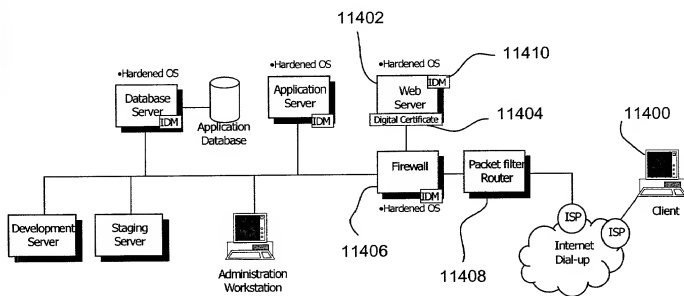 11402
•Hardened OS
11410
•Hardened OS
•Hardened OS
IDM
Web
Server
Database
Server
IDM
Application
Database
Application
Server
IDM
Digital Certificate
11404
11400
Firewall
IDM
•Hardened OS
Packet filter
Router
Client
Development
Server
Staging
Server
Administration
Workstation
11406
11408
ISP
ISP
Internet
Dial-up